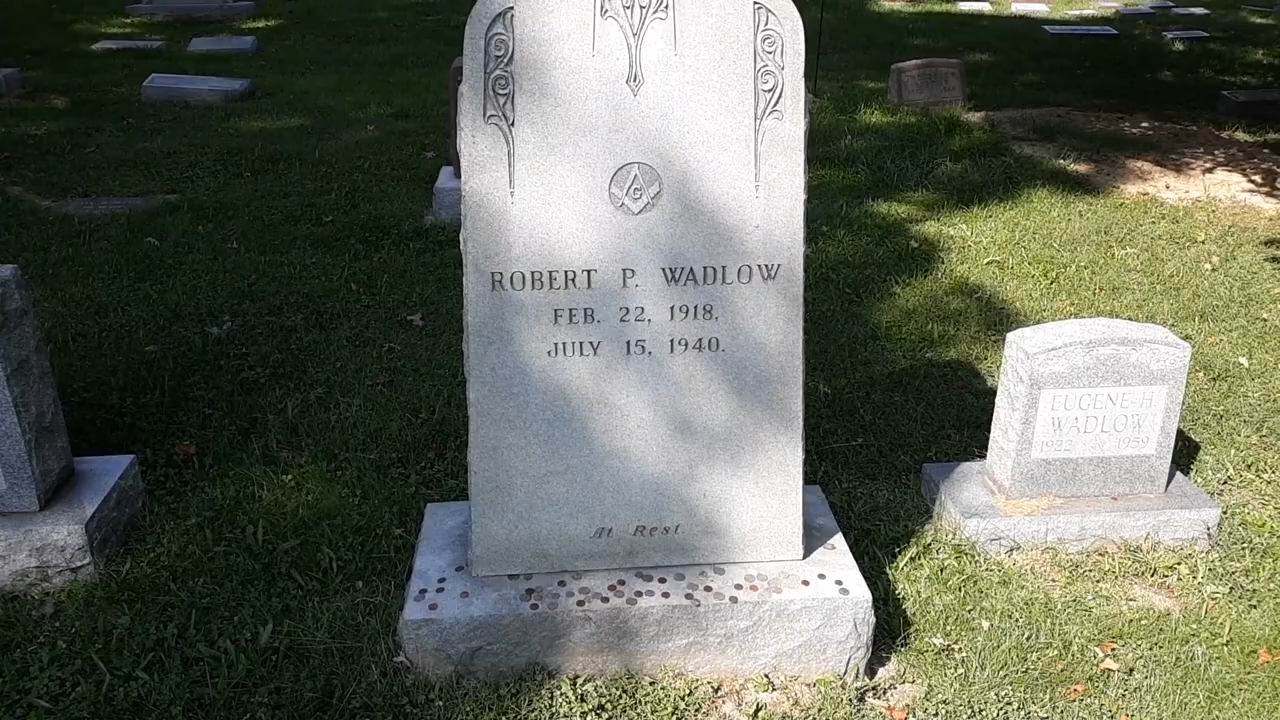 G
ROBERT P. WADLOW
FEB. 22, 1918.
JULY 15, 1940.
At Rest
EUGENE H
WADLOW
1922 1959